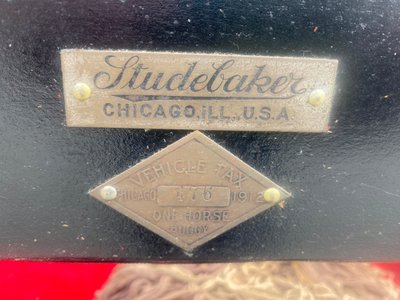 Studebaker
CHICAGO, ILL., U.S.A.
VEHICLE TAX
CHICAGO 1912
ONE HORSE
BUGGY